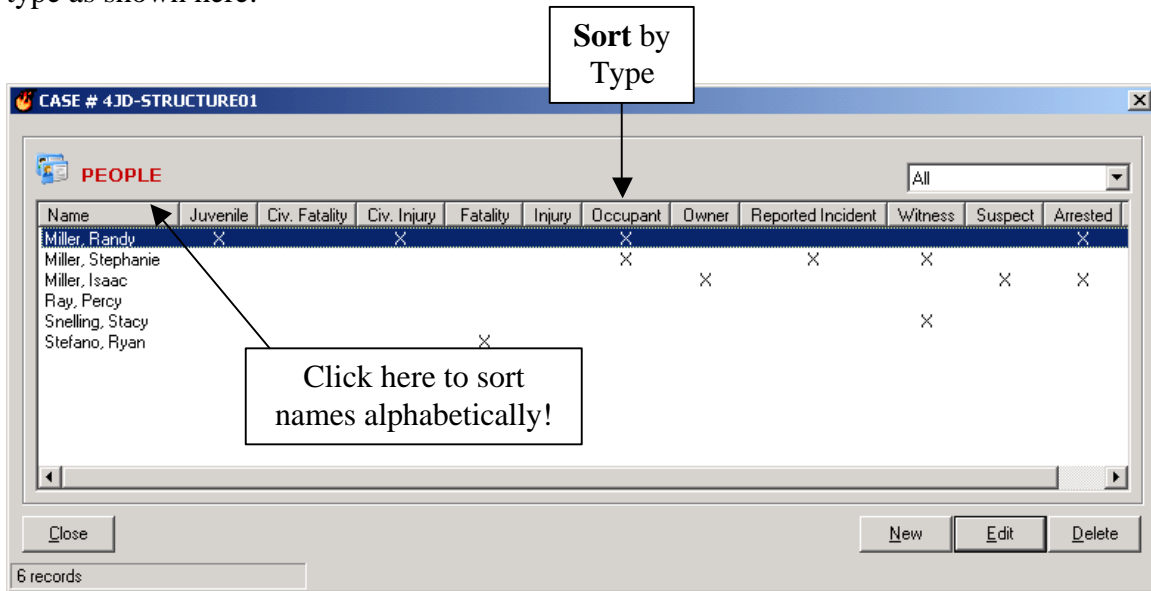 type as shown here:
Sort by
Type
CASE # 4JD-STRUCTURE01
PEOPLE
All
Name Juvenile Civ. Fatality Civ. Injury Fatality Injury Occupant Owner Reported Incident Witness Suspect Arrested
Miller, Randy X X X X
Miller, Stephanie X X X
Miller, Isaac X X X
Ray, Percy
Snelling, Stacy X
Stefano, Ryan X
Click here to sort
names alphabetically!
Close New Edit Delete
6 records